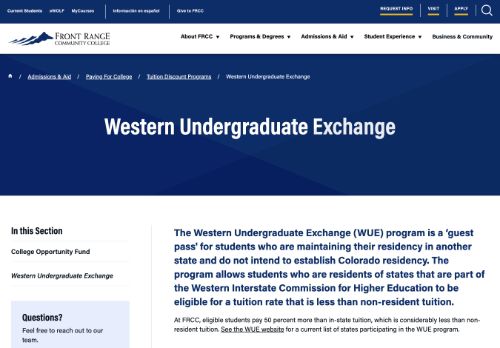 Current Students eWOLF MyCourses Información en español Give to FRCC REQUEST INFO VISIT APPLY
FRONT RANGE
COMMUNITY COLLEGE
About FRCC ▼ Programs & Degrees ▼ Admissions & Aid ▼ Student Experience ▼ Business & Community
/ Admissions & Aid / Paying For College / Tuition Discount Programs / Western Undergraduate Exchange
Western Undergraduate Exchange
In this Section
College Opportunity Fund
Western Undergraduate Exchange
Questions?
Feel free to reach out to our
team.
The Western Undergraduate Exchange (WUE) program is a ‘guest
pass’ for students who are maintaining their residency in another
state and do not intend to establish Colorado residency. The
program allows students who are residents of states that are part of
the Western Interstate Commission for Higher Education to be
eligible for a tuition rate that is less than non-resident tuition.
At FRCC, eligible students pay 50 percent more than in-state tuition, which is considerably less than non-
resident tuition. See the WUE website for a current list of states participating in the WUE program.